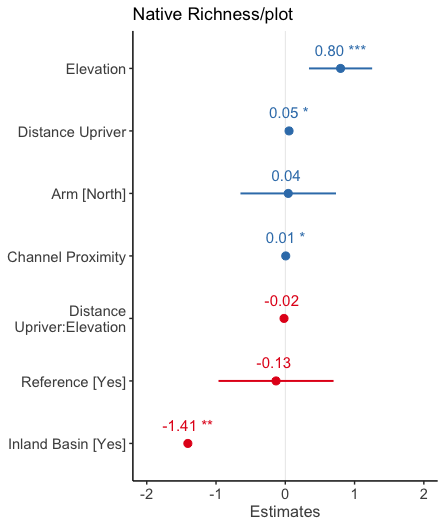 Native Richness/plot
0.80 ***
Elevation
0.05 *
Distance Upriver
0.04
Arm [North]
0.01 *
Channel Proximity
-0.02
Distance
Upriver:Elevation
-0.13
Reference [Yes]
-1.41 **
Inland Basin [Yes]
-2 -1 0 1 2
Estimates